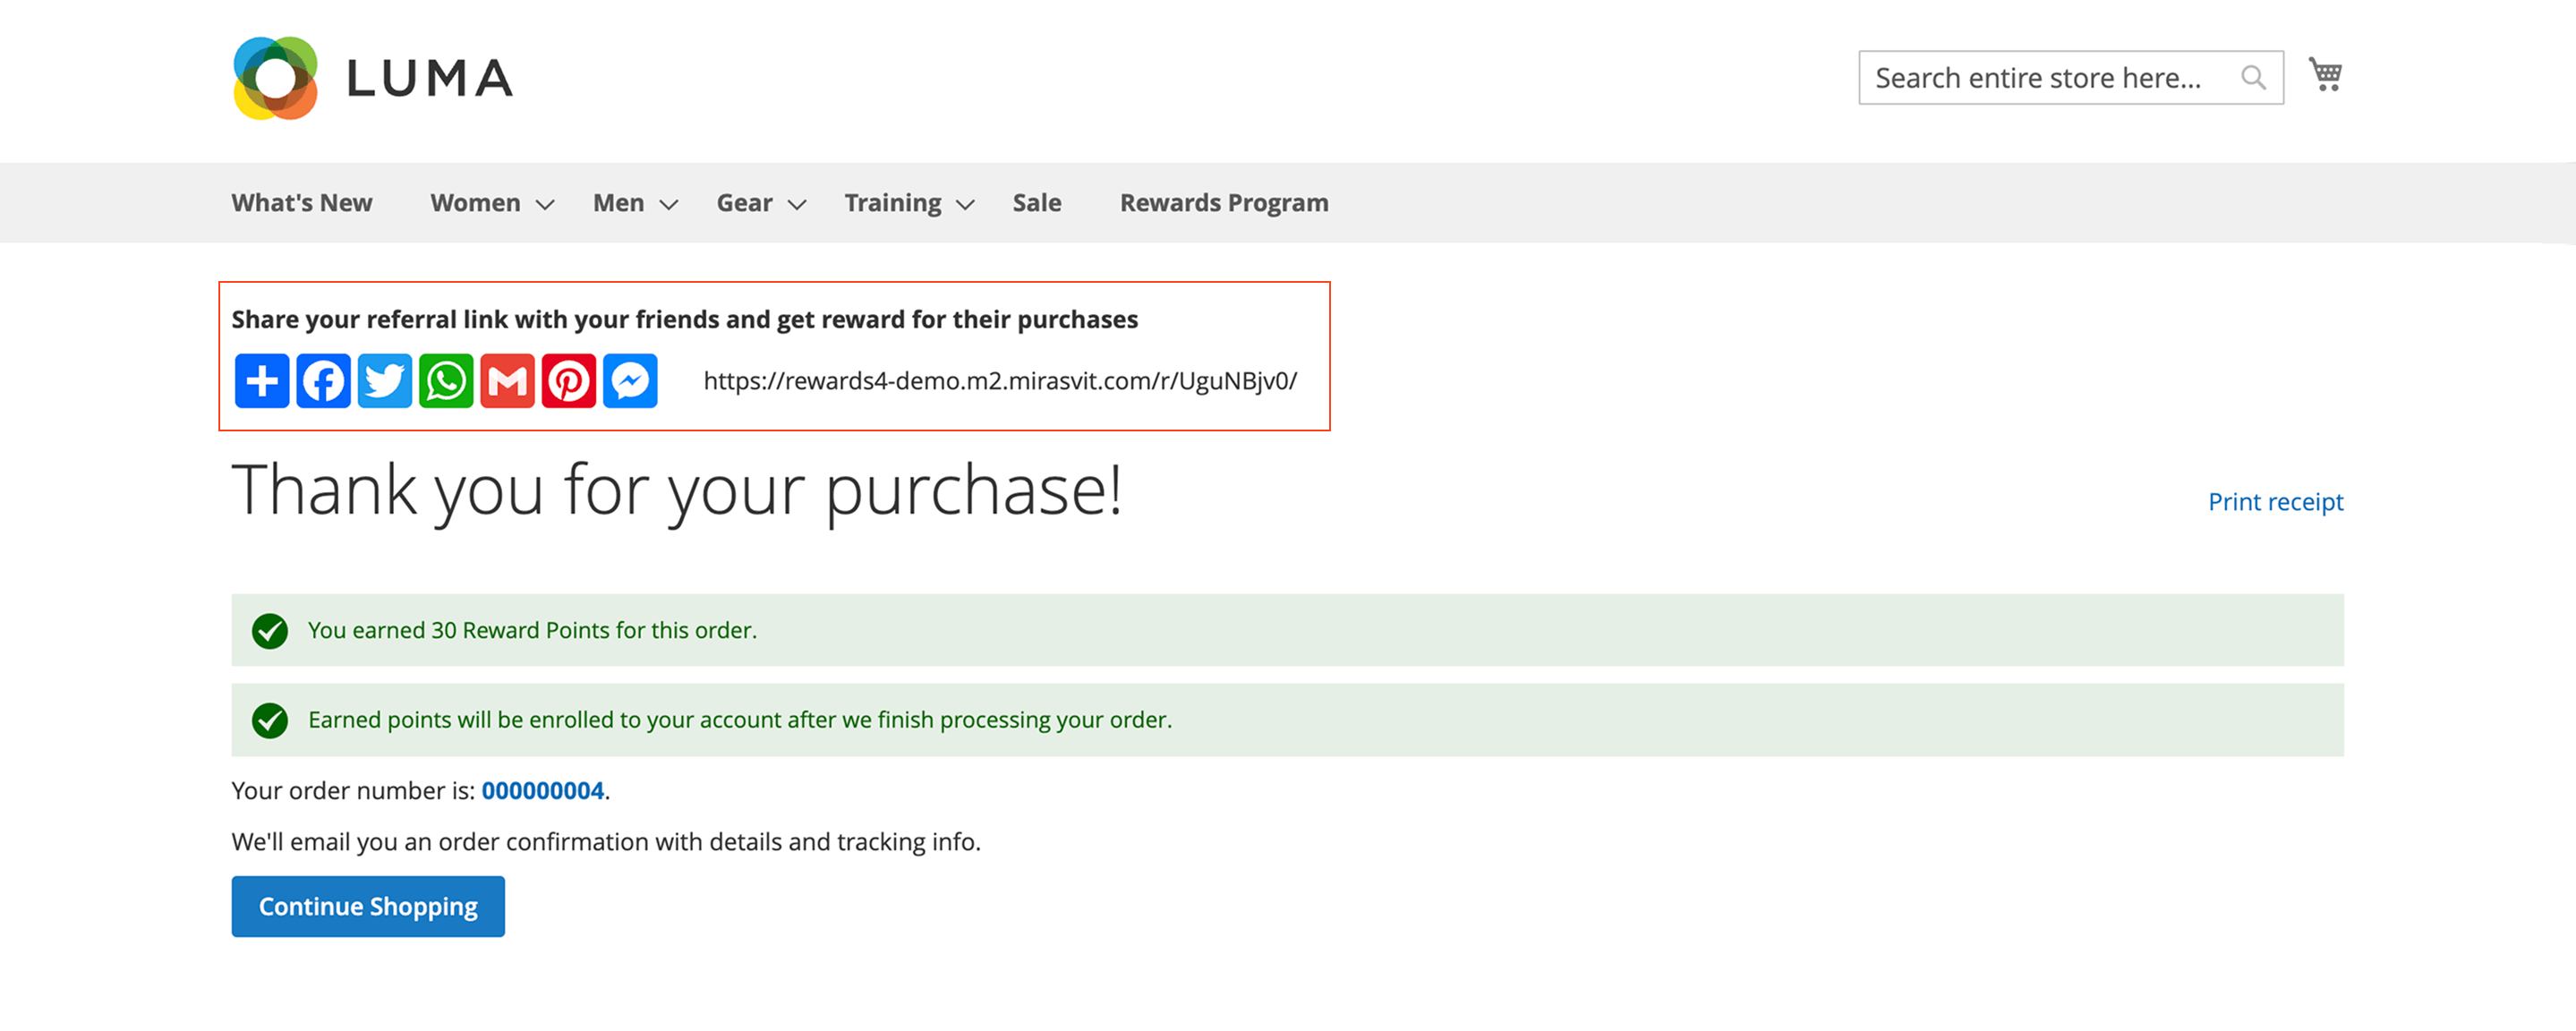 LUMA
Search entire store here...
What's New Women Men Gear Training Sale Rewards Program
Share your referral link with your friends and get reward for their purchases
https://rewards4-demo.m2.mirasvit.com/r/UguNBjv0/
Thank you for your purchase!
Print receipt
You earned 30 Reward Points for this order.
Earned points will be enrolled to your account after we finish processing your order.
Your order number is: 000000004.
We'll email you an order confirmation with details and tracking info.
Continue Shopping